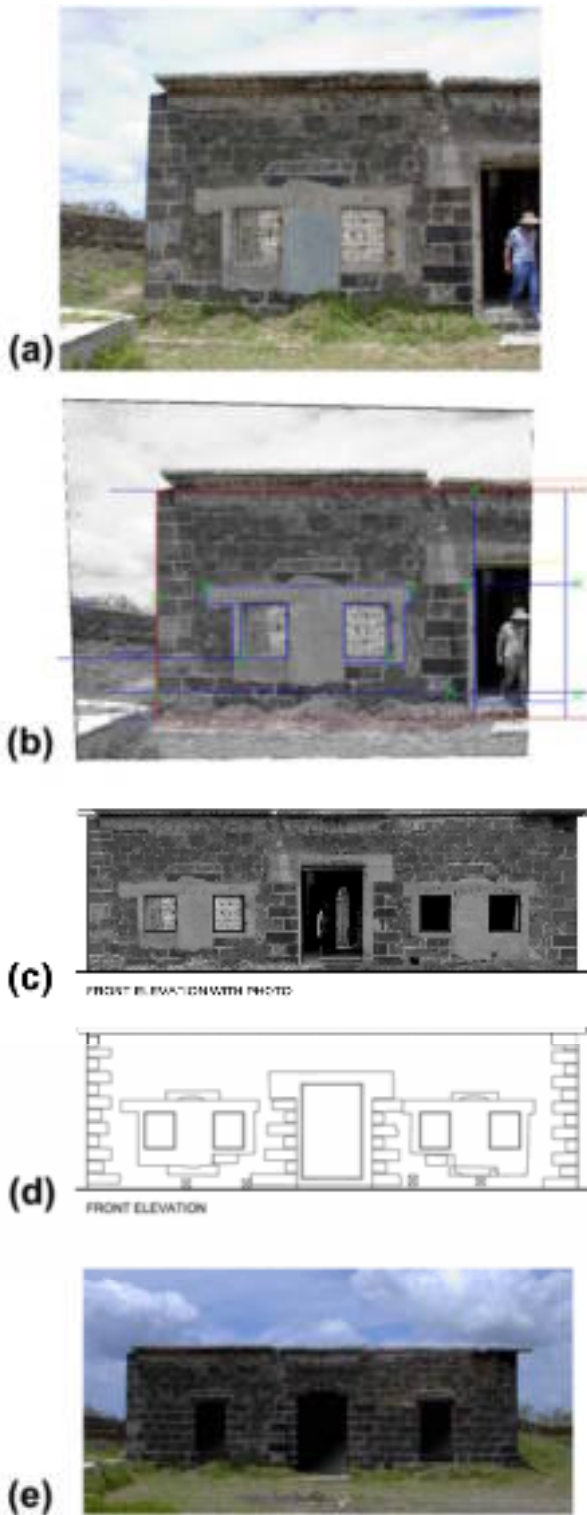 (a)
(b)
(c)
FRONT ELEVATION WITH PHOTO
(d)
FRONT ELEVATION
(e)